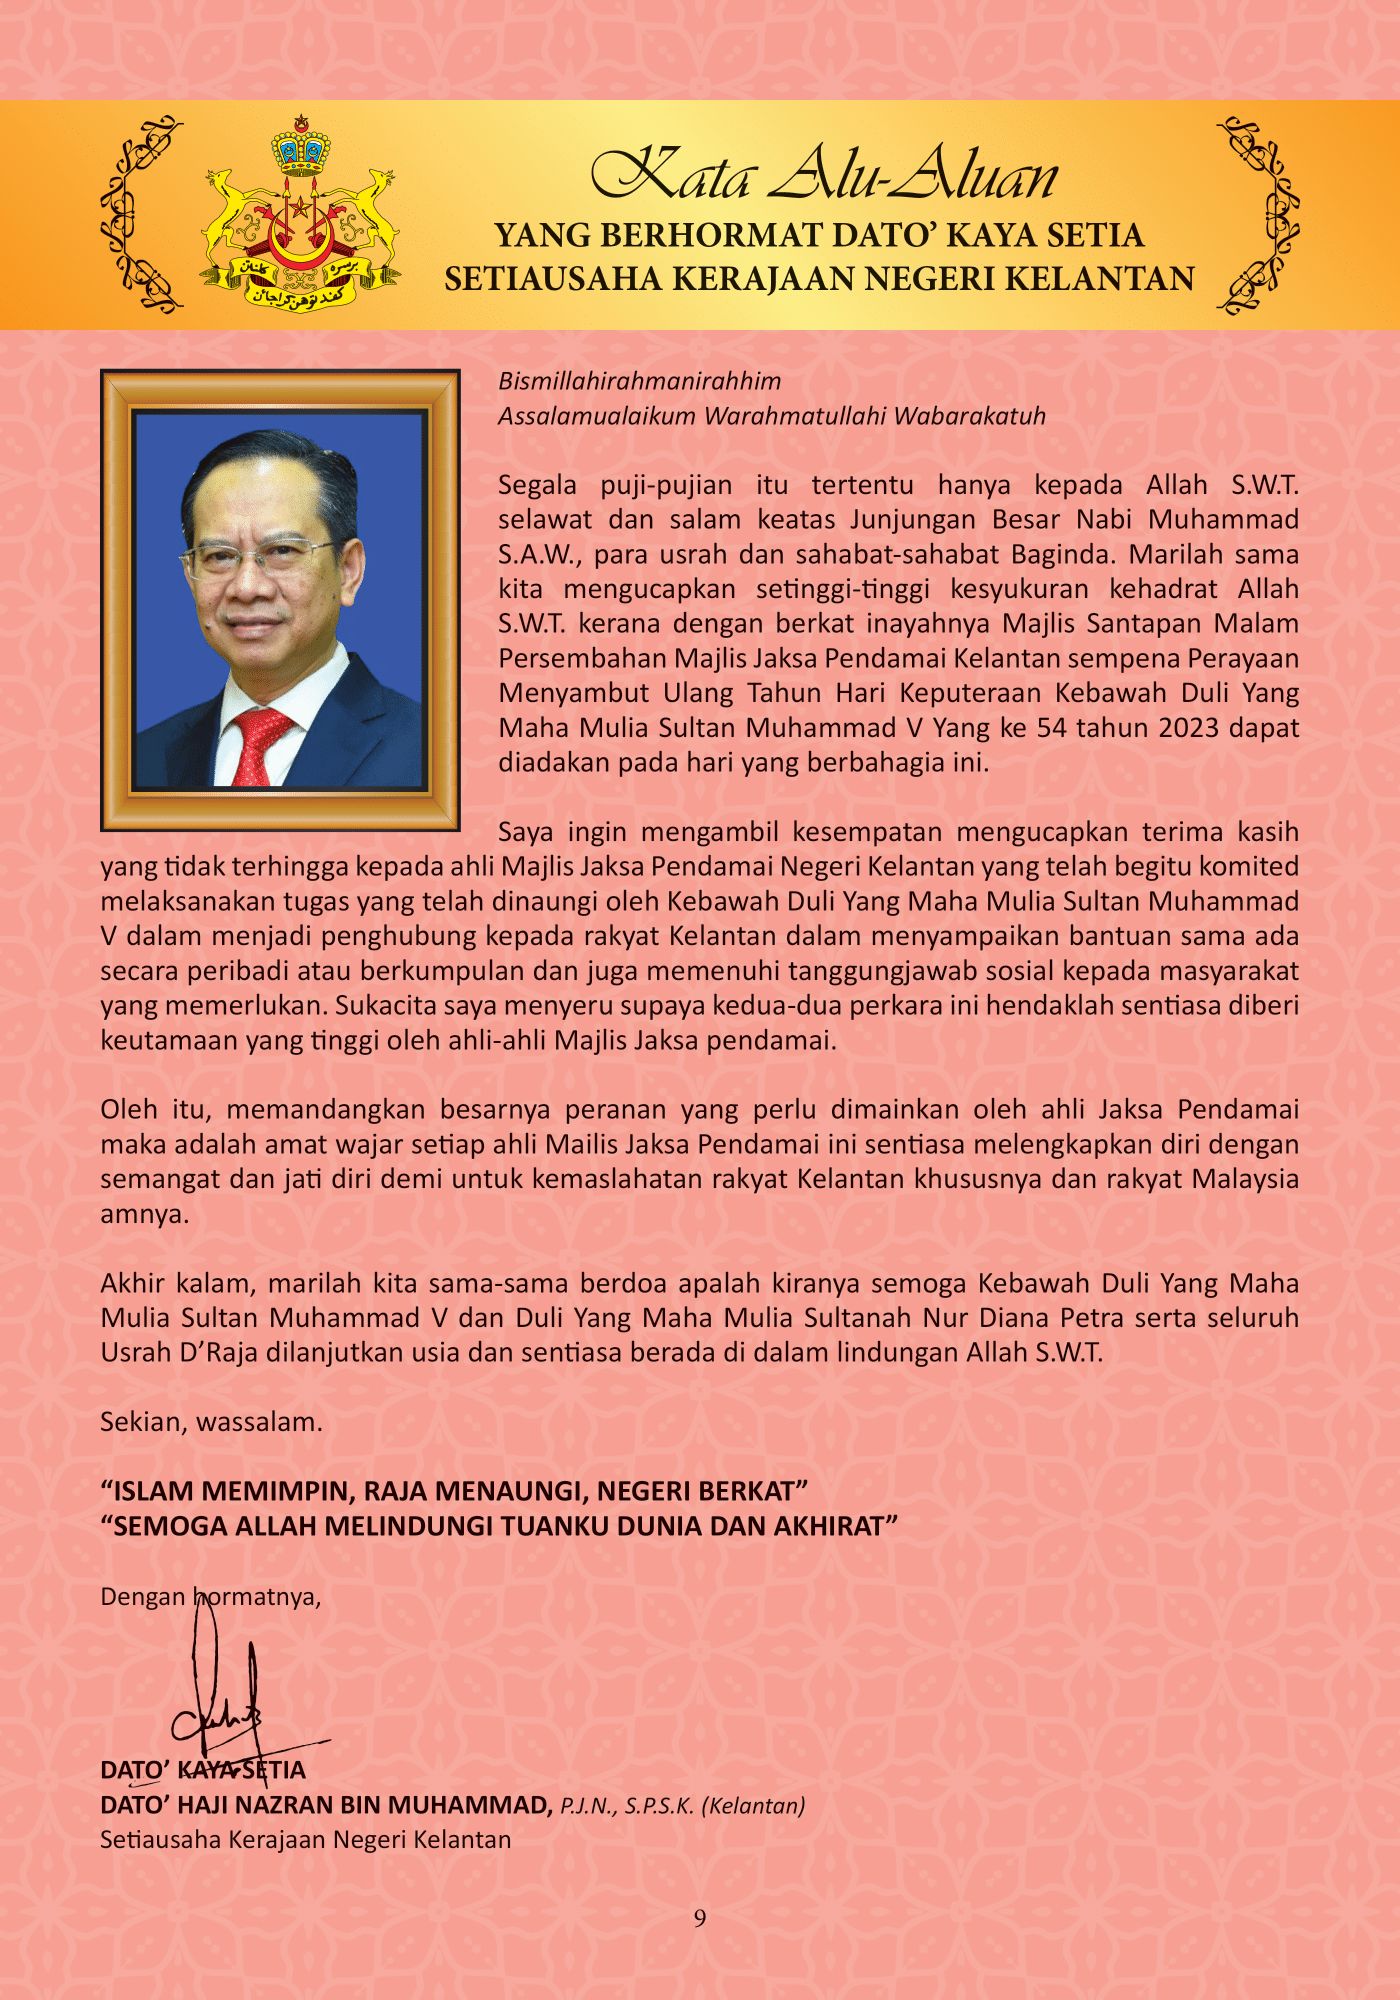 Kata Alu-Aluan
YANG BERHORMAT DATO’ KAYA SETIA
SETIAUSAHA KERAJAAN NEGERI KELANTAN
Bismillahirahmanirahhim
Assalamualaikum Warahmatullahi Wabarakatuh
Segala puji-pujian itu tertentu hanya kepada Allah S.W.T.
selawat dan salam keatas Junjungan Besar Nabi Muhammad
S.A.W., para usrah dan sahabat-sahabat Baginda. Marilah sama
kita mengucapkan setinggi-tinggi kesyukuran kehadrat Allah
S.W.T. kerana dengan berkat inayahnya Majlis Santapan Malam
Persembahan Majlis Jaksa Pendamai Kelantan sempena Perayaan
Menyambut Ulang Tahun Hari Keputeraan Kebawah Duli Yang
Maha Mulia Sultan Muhammad V Yang ke 54 tahun 2023 dapat
diadakan pada hari yang berbahagia ini.
Saya ingin mengambil kesempatan mengucapkan terima kasih
yang tidak terhingga kepada ahli Majlis Jaksa Pendamai Negeri Kelantan yang telah begitu komited
melaksanakan tugas yang telah dinaungi oleh Kebawah Duli Yang Maha Mulia Sultan Muhammad
V dalam menjadi penghubung kepada rakyat Kelantan dalam menyampaikan bantuan sama ada
secara peribadi atau berkumpulan dan juga memenuhi tanggungjawab sosial kepada masyarakat
yang memerlukan. Sukacita saya menyeru supaya kedua-dua perkara ini hendaklah sentiasa diberi
keutamaan yang tinggi oleh ahli-ahli Majlis Jaksa pendamai.
Oleh itu, memandangkan besarnya peranan yang perlu dimainkan oleh ahli Jaksa Pendamai
maka adalah amat wajar setiap ahli Mailis Jaksa Pendamai ini sentiasa melengkapkan diri dengan
semangat dan jati diri demi untuk kemaslahatan rakyat Kelantan khususnya dan rakyat Malaysia
amnya.
Akhir kalam, marilah kita sama-sama berdoa apalah kiranya semoga Kebawah Duli Yang Maha
Mulia Sultan Muhammad V dan Duli Yang Maha Mulia Sultanah Nur Diana Petra serta seluruh
Usrah D’Raja dilanjutkan usia dan sentiasa berada di dalam lindungan Allah S.W.T.
Sekian, wassalam.
“ISLAM MEMIMPIN, RAJA MENAUNGI, NEGERI BERKAT”
“SEMOGA ALLAH MELINDUNGI TUANKU DUNIA DAN AKHIRAT”
Dengan hormatnya,
DATO’ KAYA SETIA
DATO’ HAJI NAZRAN BIN MUHAMMAD, P.J.N., S.P.S.K. (Kelantan)
Setiausaha Kerajaan Negeri Kelantan
9